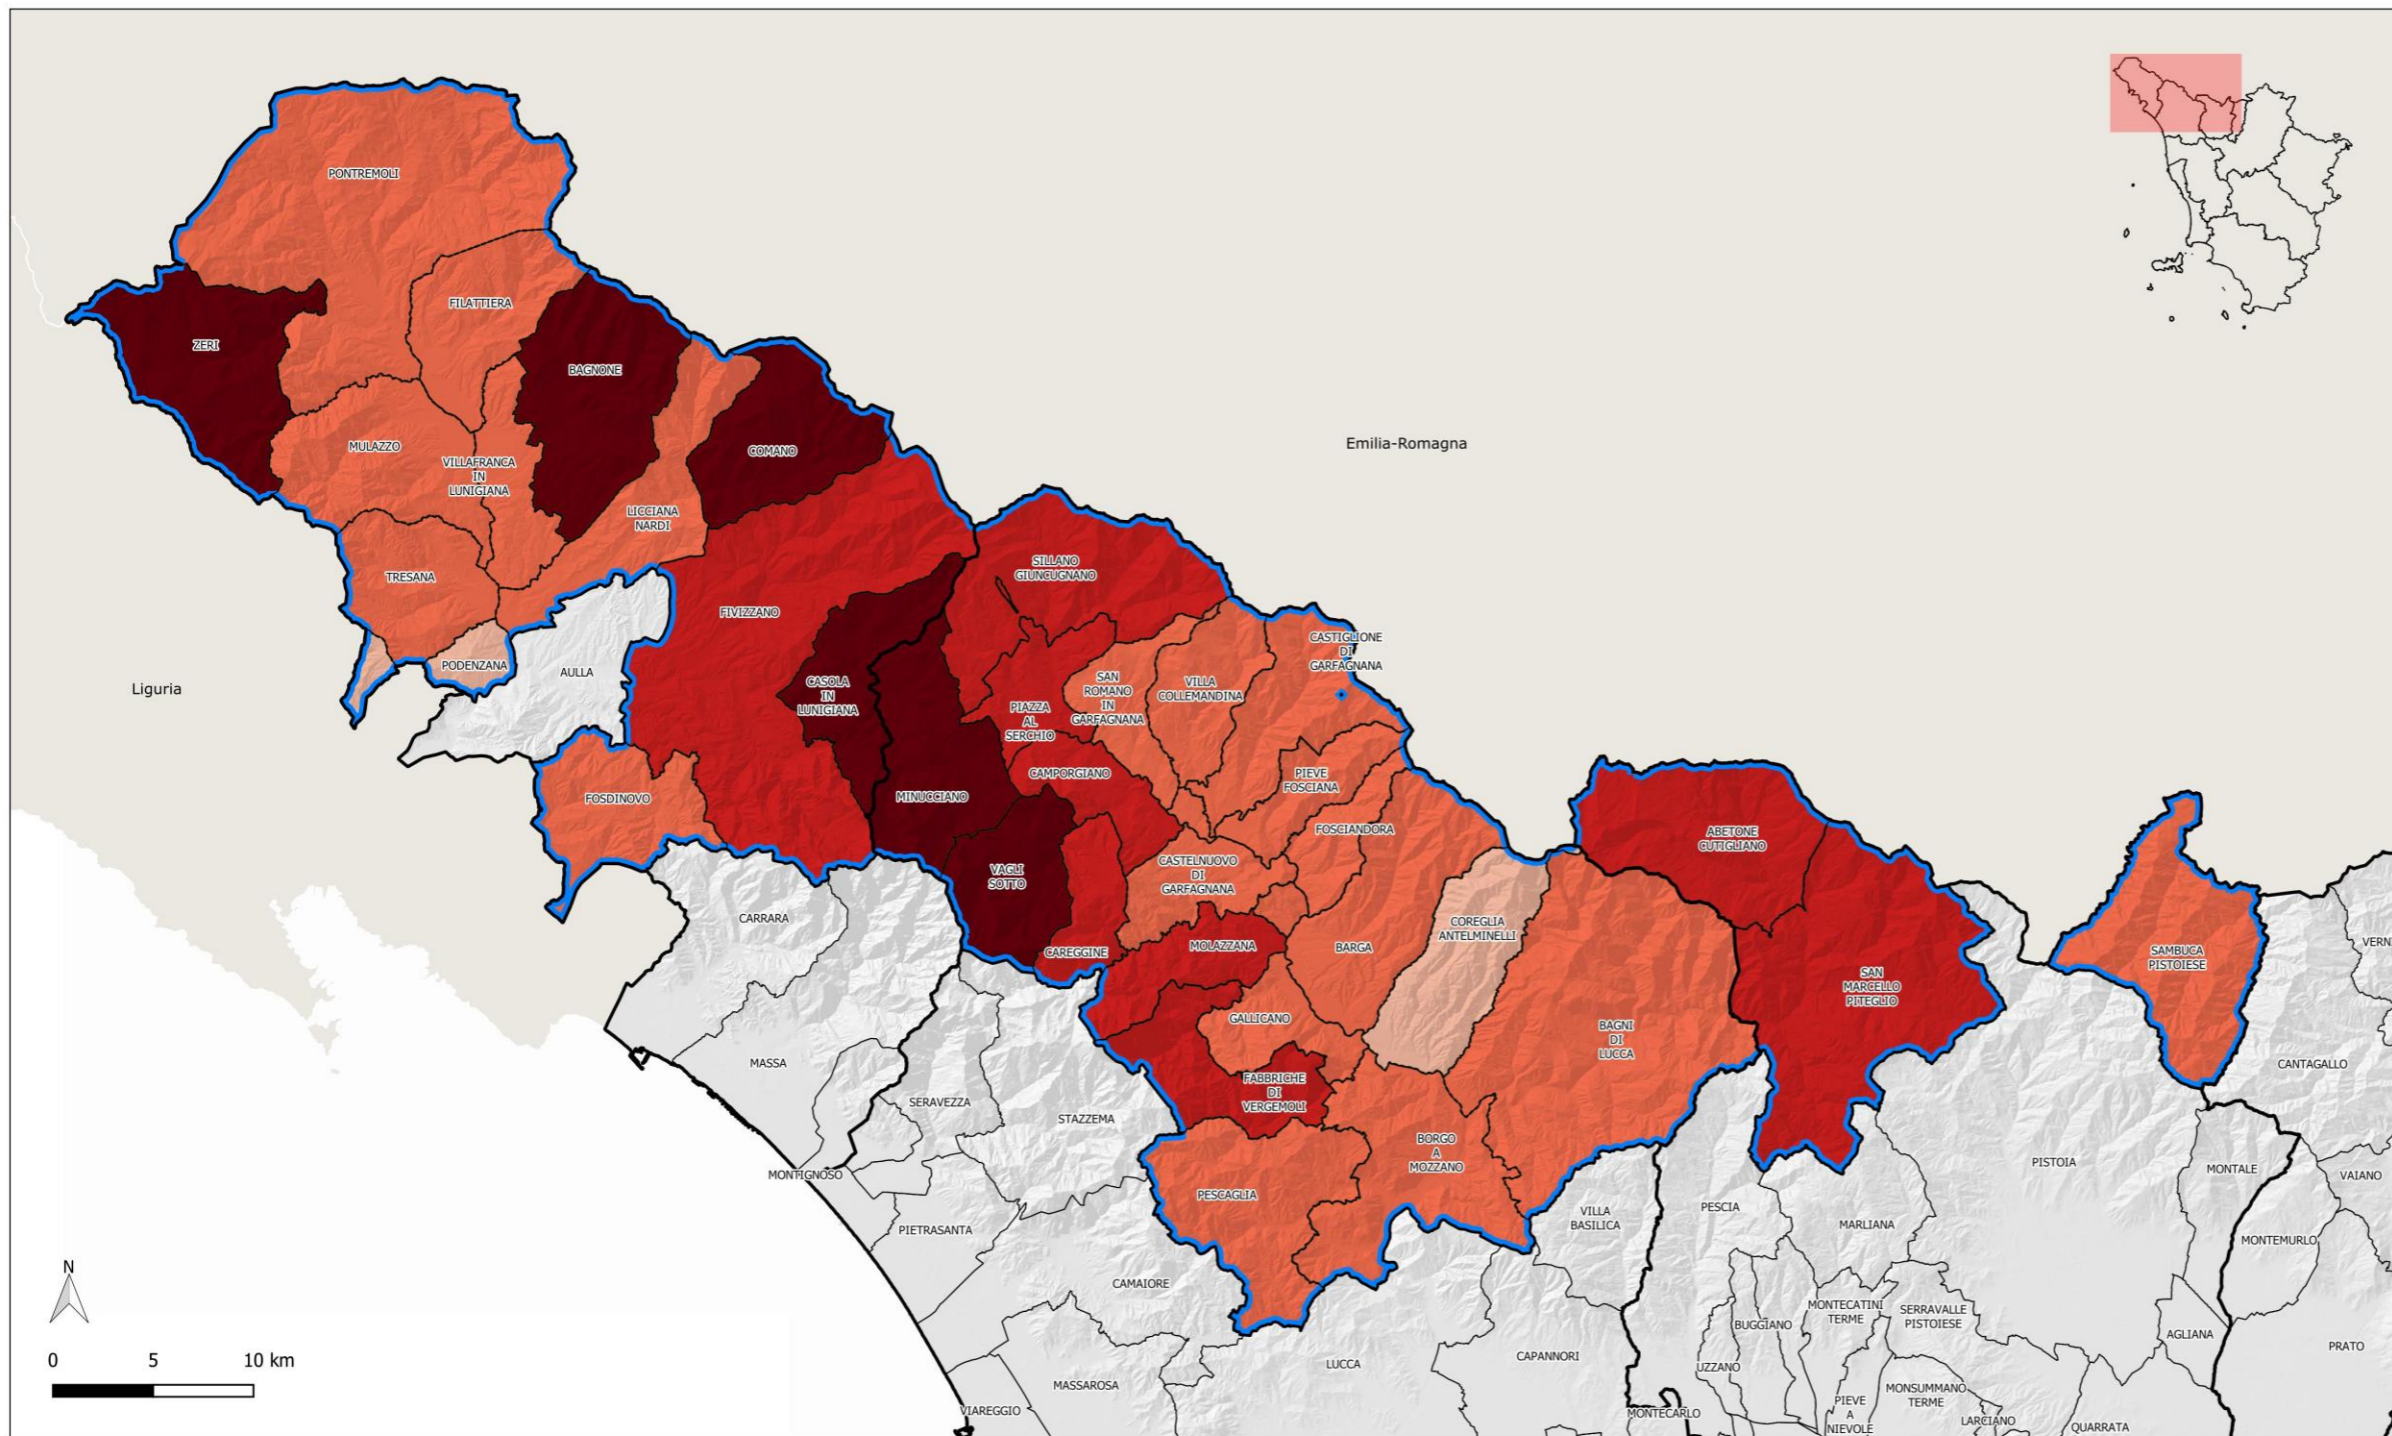 PONTREMOLI
FILATTIERA
ZERI
BAGNONE
Emilia-Romagna
MULAZZO
COMANO
VILLAFRANCA
IN
LUNIGIANA
LICCIANA
NARDI
TRESANA
SILLANO
GIUNCUGNANO
FIVIZZANO
CASTIGLIONE
DI
GARFAGNANA
PODENZANA
AULLA
Liguria
CASOLA
IN
LUNIGIANA
SAN
ROMANO
IN
GARFAGNANA
VILLA
COLLEMANDINA
PIAZZA
AL
SERCHIO
CAMPORGIANO
PIEVE
FOSCIANA
FOSDINOVO
MINUCCIANO
FOSCIANDORA
ABETONE
CUTIGLIANO
VAGLI
SOTTO
CASTELNUOVO
DI
GARFAGNANA
CARRARA
COREGLIA
ANTELMINELLI
MOLAZZANA
BARGA
CAREGGINE
SAMBUCA
PISTOIESE
VERN
SAN
MARCELLO
PITEGLIO
GALLICANO
BAGNI
DI
LUCCA
MASSA
CANTAGALLO
FABBRICHE
DI
VERGEMOLI
SERAVEZZA
STAZZEMA
BORGO
A
MOZZANO
PISTOIA
MONTALE
VAIANO
MONTIGNOSO
PESCAGLIA
PESCIA
VILLA
BASILICA
MARLIANA
PIETRASANTA
MONTEMURLO
N
CAMAIORE
MONTECATINI
TERME
SERRAVALLE
PISTOIESE
BUGGIANO
AGLIANA
PRATO
0 5 10 km
LUCCA
CAPANNORI
UZZANO
MASSAROSA
MONSUMMANO
TERME
VIAREGGIO
MONTECARLO
PIEVE
A
NIEVOLE
LARCIANO
QUARRATA